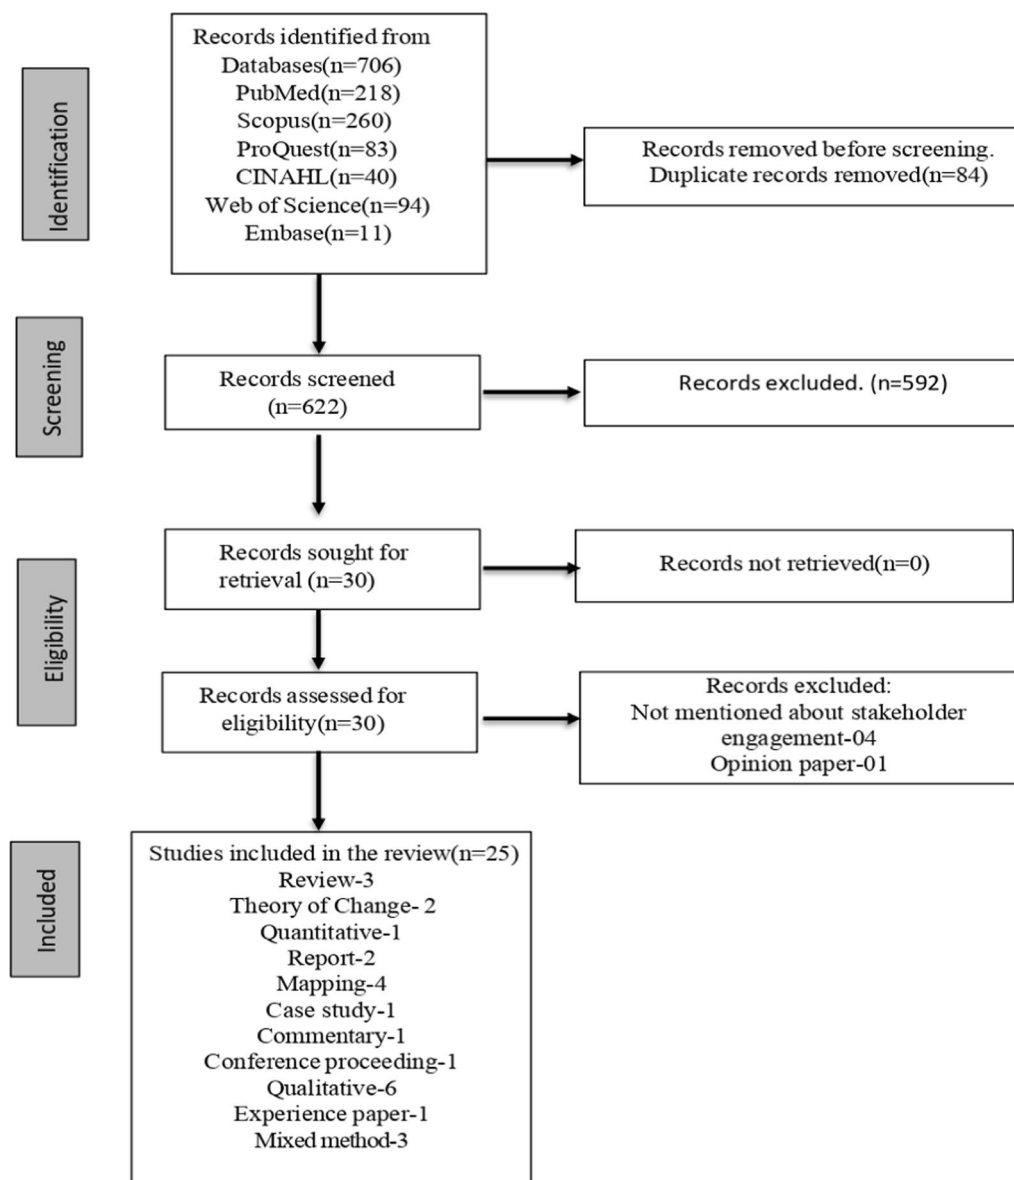 Identification
Records identified from
Databases(n=706)
PubMed(n=218)
Scopus(n=260)
ProQuest(n=83)
CINAHL(n=40)
Web of Science(n=94)
Embase(n=11)
Records removed before screening.
Duplicate records removed(n=84)
Screening
Records screened
(n=622)
Records excluded. (n=592)
Eligibility
Records sought for
retrieval (n=30)
Records not retrieved(n=0)
Records assessed for
eligibility(n=30)
Records excluded:
Not mentioned about stakeholder
engagement-04
Opinion paper-01
Included
Studies included in the review(n=25)
Review-3
Theory of Change- 2
Quantitative-1
Report-2
Mapping-4
Case study-1
Commentary-1
Conference proceeding-1
Qualitative-6
Experience paper-1
Mixed method-3